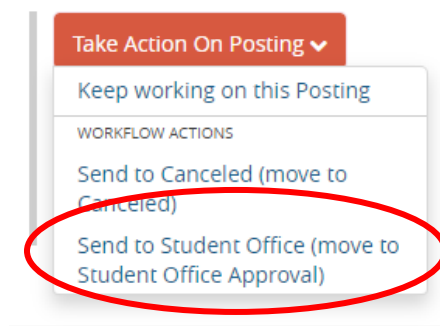 Take Action On Posting
Keep working on this Posting
WORKFLOW ACTIONS
Send to Canceled (move to
Canceled)
Send to Student Office (move to
Student Office Approval)